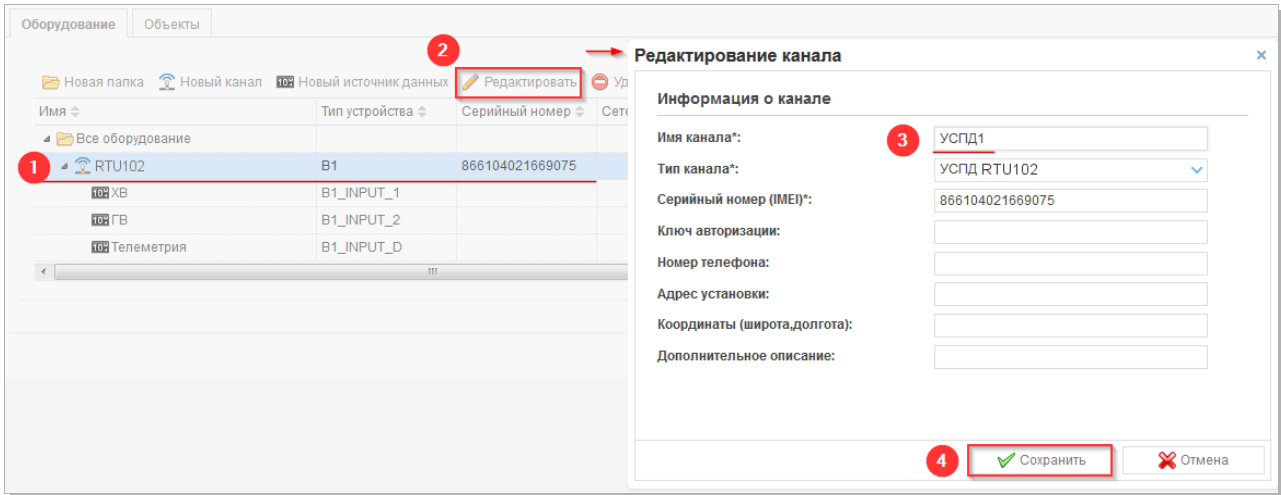 Оборудование Объекты
2
Новая папка Новый канал Новый источник данных Редактировать Уд
Имя Тип устройства Серийный номер Сете
Все оборудование
1 RTU102 B1 866104021669075
ХВ B1_INPUT_1
ГВ B1_INPUT_2
Телеметрия B1_INPUT_D
Редактирование канала
Информация о канале
Имя канала*: 3 УСПД1
Тип канала*: УСПД RTU102
Серийный номер (IMEI)*: 866104021669075
Ключ авторизации:
Номер телефона:
Адрес установки:
Координаты (широта,долгота):
Дополнительное описание:
4 Сохранить Отмена